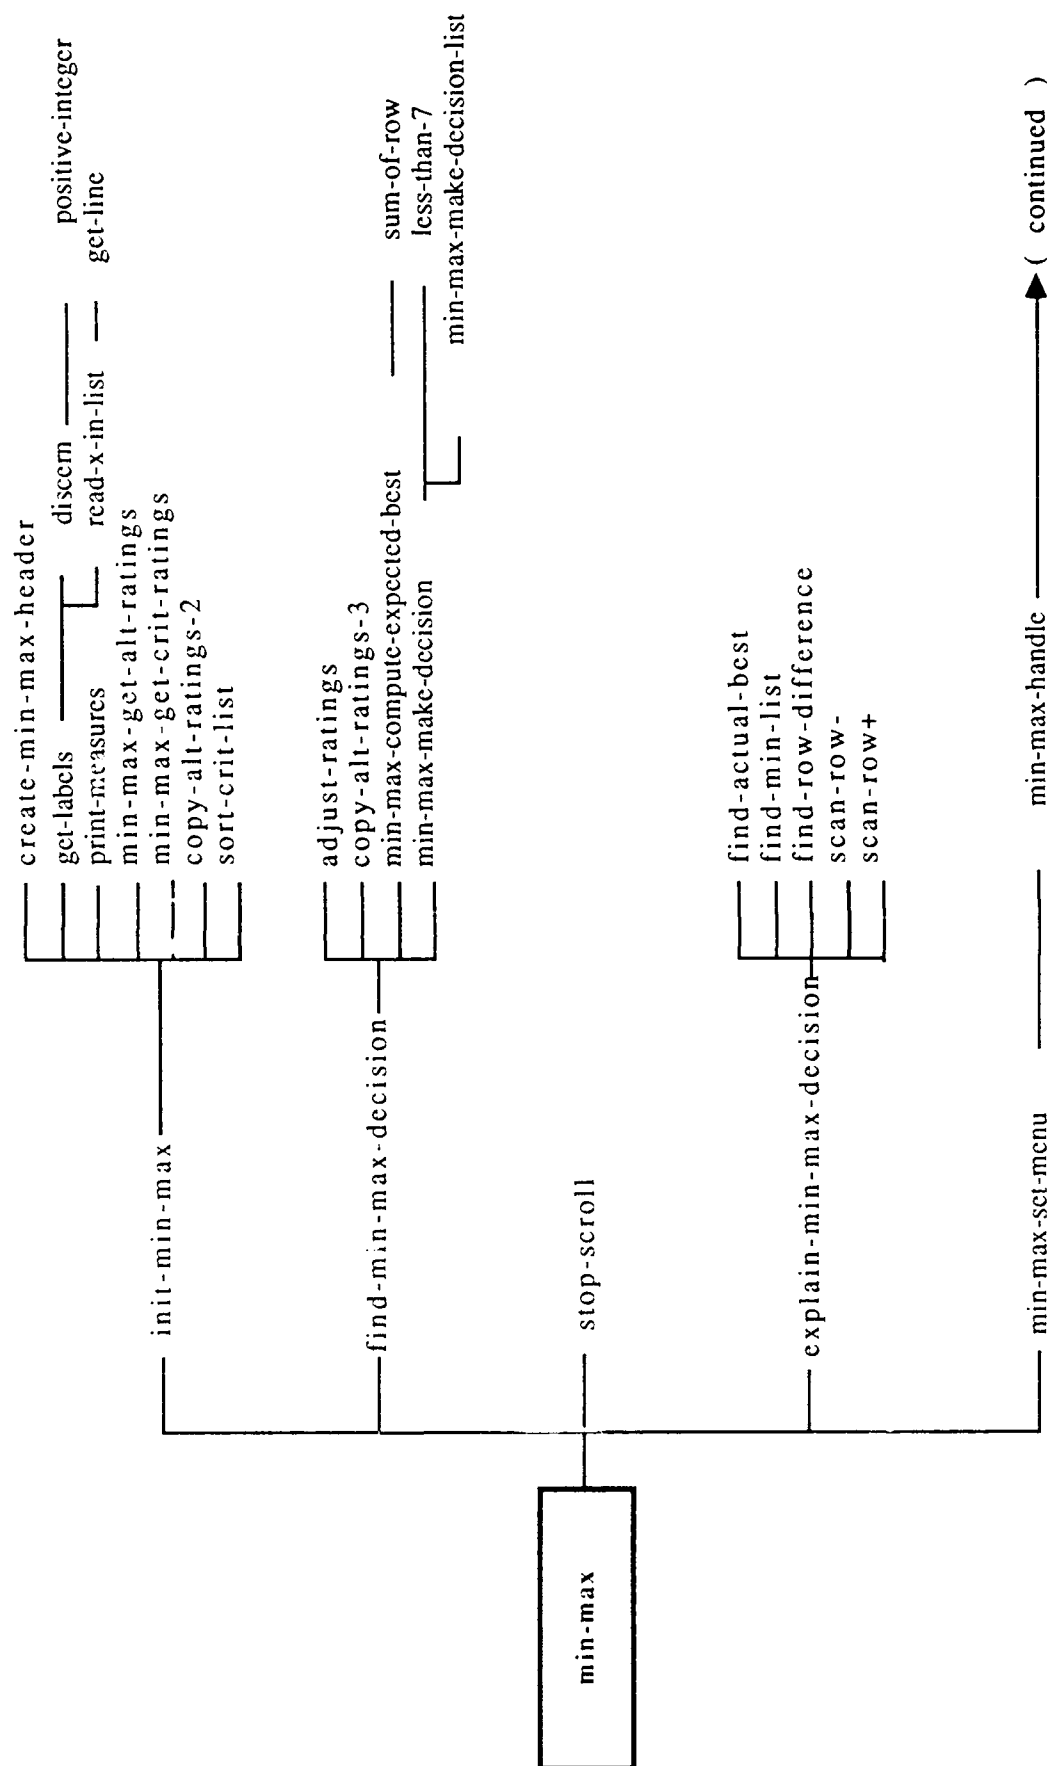 min-max
init-min-max
create-min-max-header
get-labels
discern
positive-integer
read-x-in-list
get-line
print-measures
min-max-get-alt-ratings
min-max-get-crit-ratings
copy-alt-ratings-2
sort-crit-list
find-min-max-decision
adjust-ratings
copy-alt-ratings-3
min-max-compute-expected-best
sum-of-row
min-max-make-decision
less-than-7
min-max-make-decision-list
stop-scroll
explain-min-max-decision
find-actual-best
find-min-list
find-row-difference
scan-row-
scan-row+
min-max-set-menu
min-max-handle
( continued )